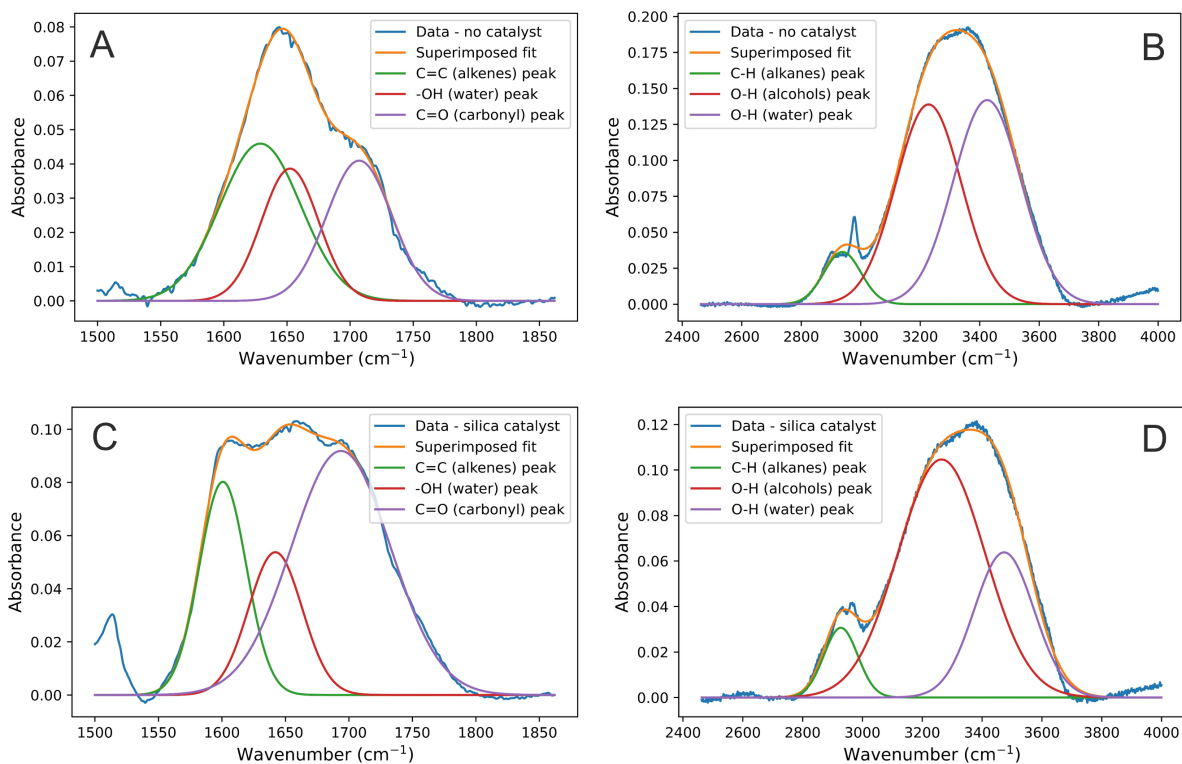 A
Data - no catalyst
Superimposed fit
C=C (alkenes) peak
-OH (water) peak
C=O (carbonyl) peak
0.08
0.07
0.06
0.05
0.04
0.03
0.02
0.01
0.00
Absorbance
1500 1550 1600 1650 1700 1750 1800 1850
Wavenumber (cm⁻¹)
B
Data - no catalyst
Superimposed fit
C-H (alkanes) peak
O-H (alcohols) peak
O-H (water) peak
0.200
0.175
0.150
0.125
0.100
0.075
0.050
0.025
0.000
Absorbance
2400 2600 2800 3000 3200 3400 3600 3800 4000
Wavenumber (cm⁻¹)
C
Data - silica catalyst
Superimposed fit
C=C (alkenes) peak
-OH (water) peak
C=O (carbonyl) peak
0.10
0.08
0.06
0.04
0.02
0.00
Absorbance
1500 1550 1600 1650 1700 1750 1800 1850
Wavenumber (cm⁻¹)
D
Data - silica catalyst
Superimposed fit
C-H (alkanes) peak
O-H (alcohols) peak
O-H (water) peak
0.12
0.10
0.08
0.06
0.04
0.02
0.00
Absorbance
2400 2600 2800 3000 3200 3400 3600 3800 4000
Wavenumber (cm⁻¹)